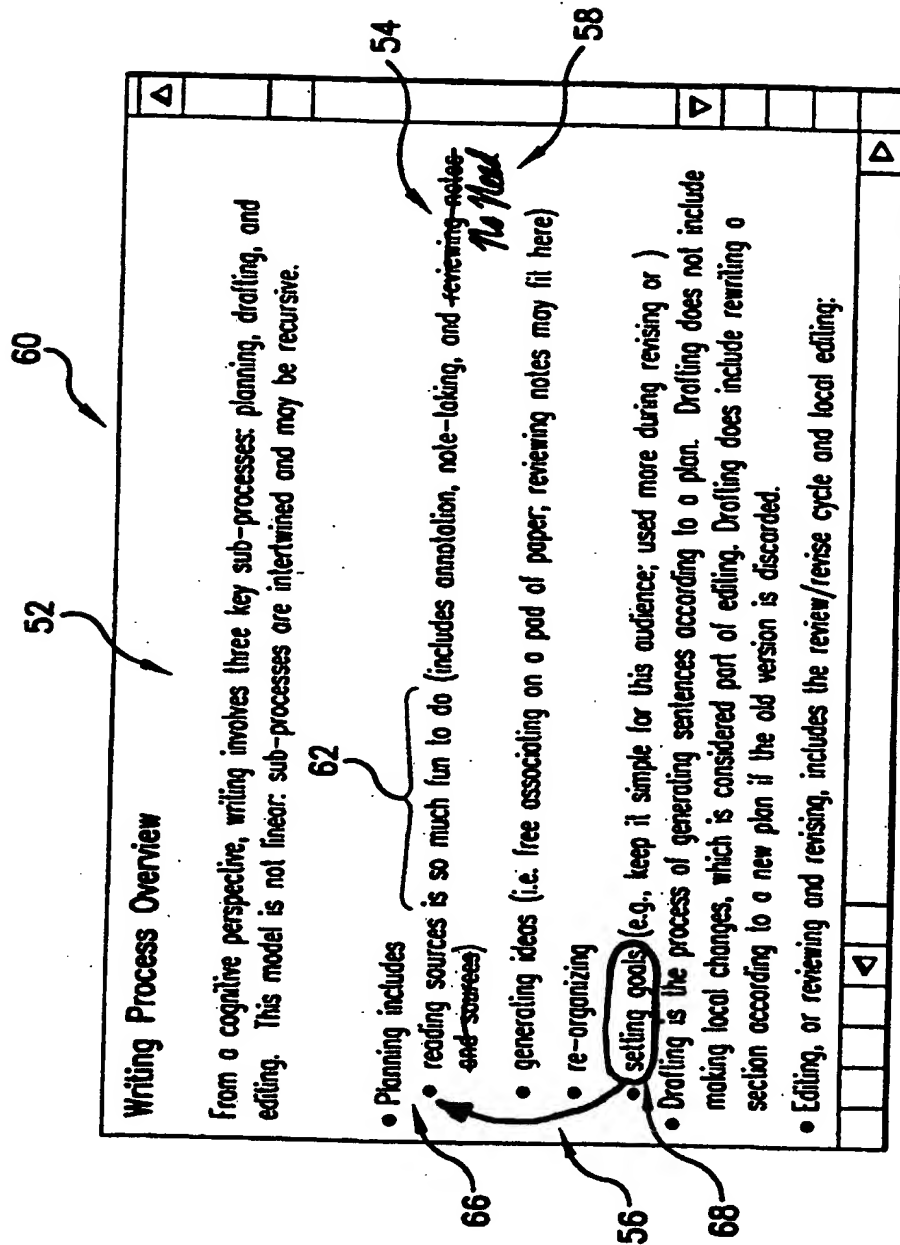 60
52
54
58
62
66
56
68
Writing Process Overview
From a cognitive perspective, writing involves three key sub-processes: planning, drafting, and
editing. This model is not linear: sub-processes are intertwined and may be recursive.
• Planning includes
• reading sources is so much fun to do (includes annotation, note-taking, and reviewing notes
No Need
and sources)
• generating ideas (i.e. free associating on a pad of paper; reviewing notes may fit here)
• re-organizing
• setting goals (e.g., keep it simple for this audience; used more during revising or )
• Drafting is the process of generating sentences according to a plan. Drafting does not include
making local changes, which is considered part of editing. Drafting does include rewriting a
section according to a new plan if the old version is discarded.
• Editing, or reviewing and revising, includes the review/revise cycle and local editing: